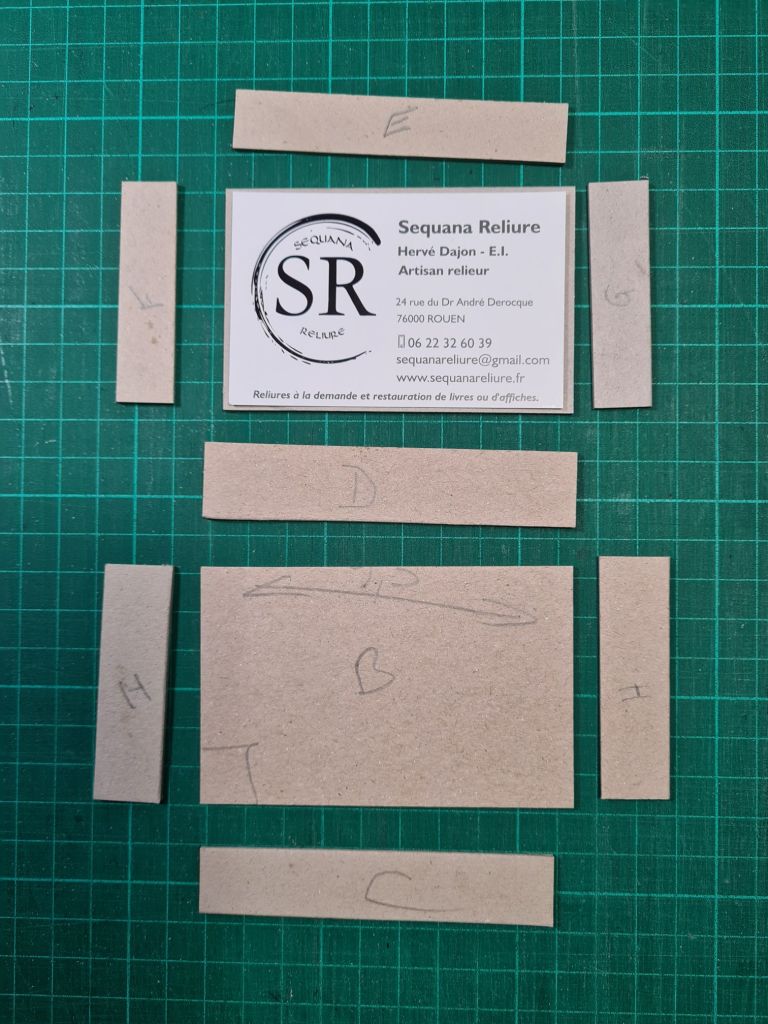 E
SEQUANA
SR
RELIURE
Sequana Reliure
Hervé Dajon - E.I.
Artisan relieur
24 rue du Dr André Derocque
76000 ROUEN
06 22 32 60 39
sequanareliure@gmail.com
www.sequanareliure.fr
Reliures à la demande et restauration de livres ou d'affiches.
F
G
D
B
H
H
C